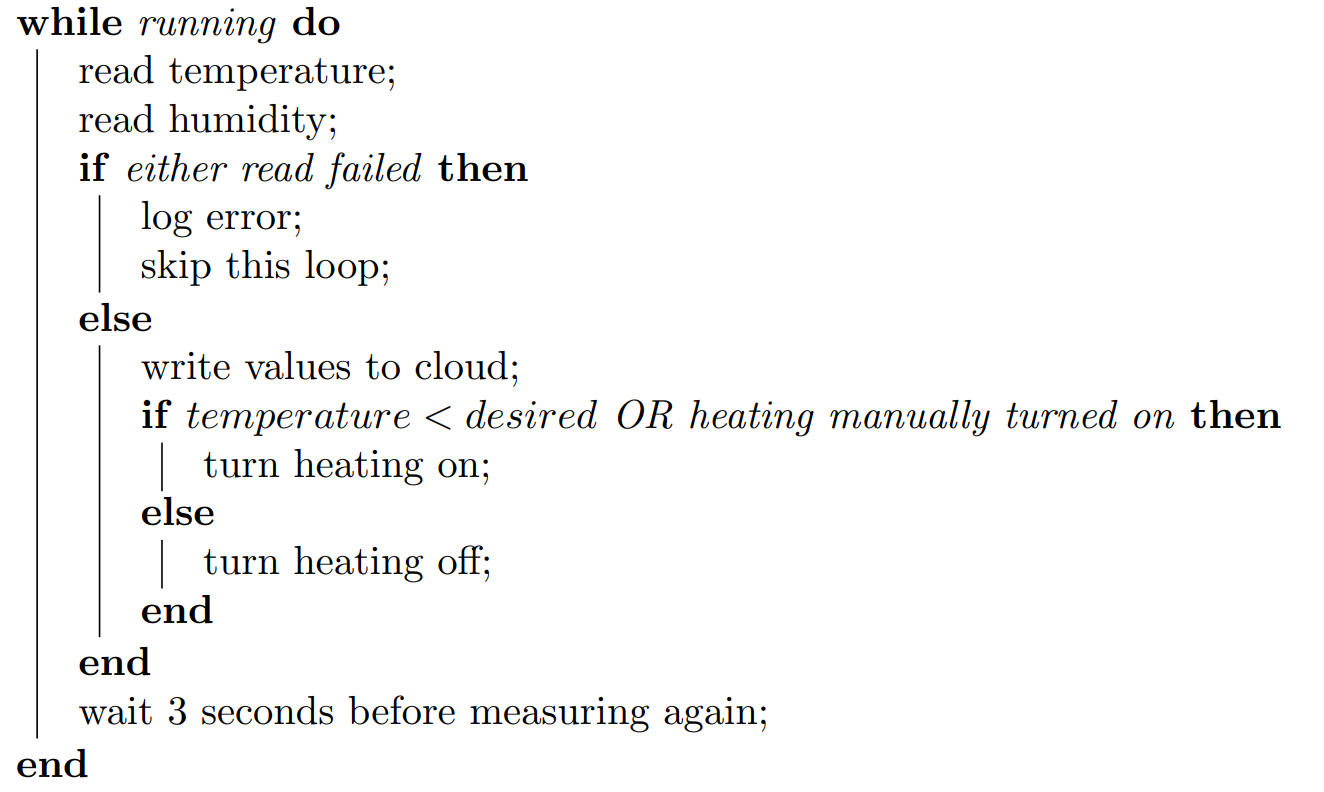 while running do
read temperature;
read humidity;
if either read failed then
log error;
skip this loop;
else
write values to cloud;
if temperature < desired OR heating manually turned on then
turn heating on;
else
turn heating off;
end
end
wait 3 seconds before measuring again;
end